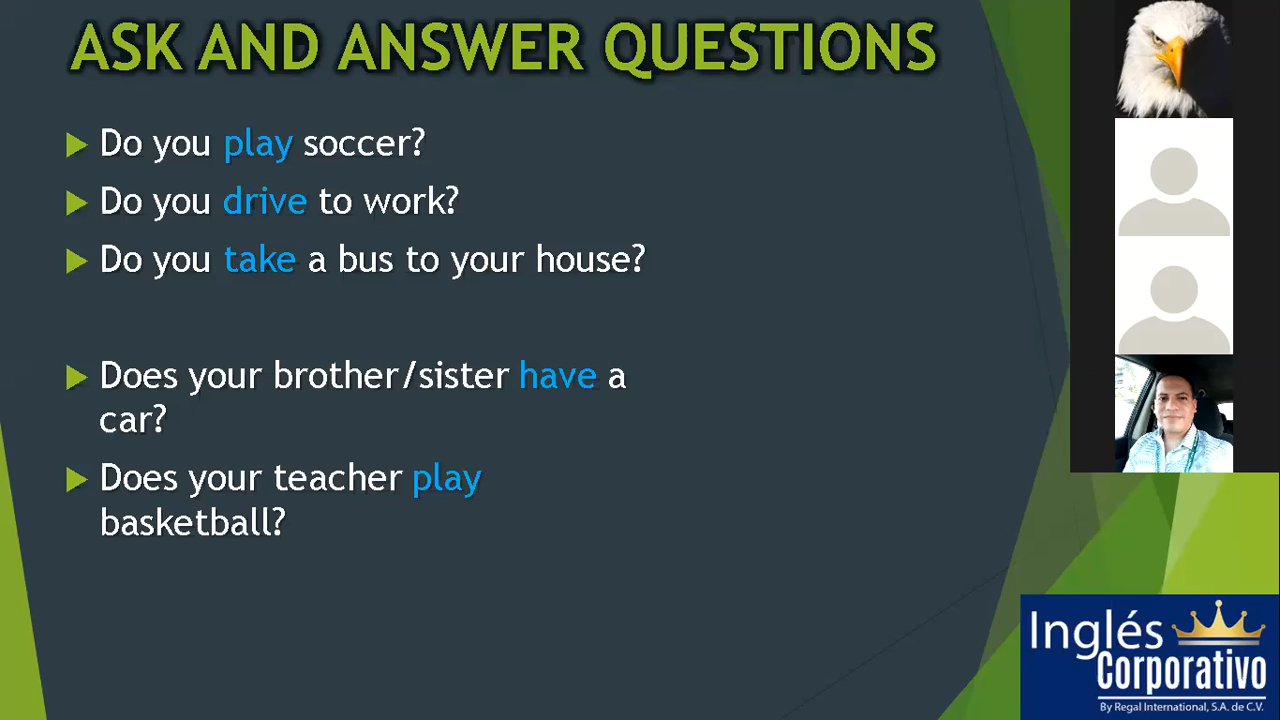 ASK AND ANSWER QUESTIONS
Do you play soccer?
Do you drive to work?
Do you take a bus to your house?
Does your brother/sister have a
car?
Does your teacher play
basketball?
Inglés
Corporativo
By Regal International, S.A. de C.V.